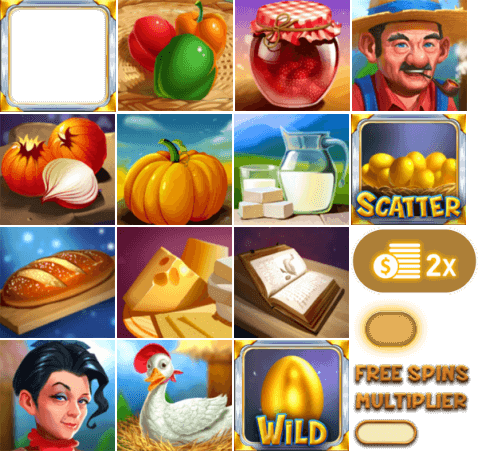 SCATTER
$ 2x
FREE SPINS
MULTIPLIER
WILD